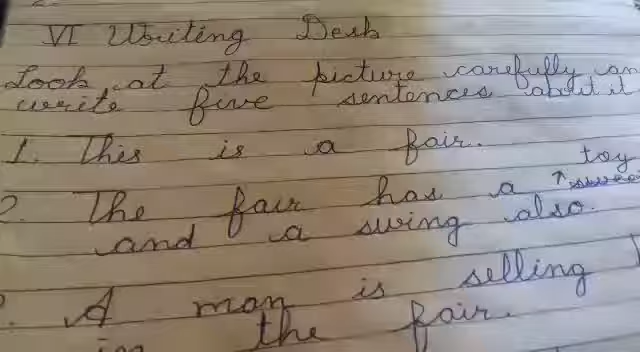 VI Writing Desk
Look at the picture carefully an
write five sentences about it
1. This is a fair.
2. The fair has a toy
and a swing also.
A man is selling
in the fair.